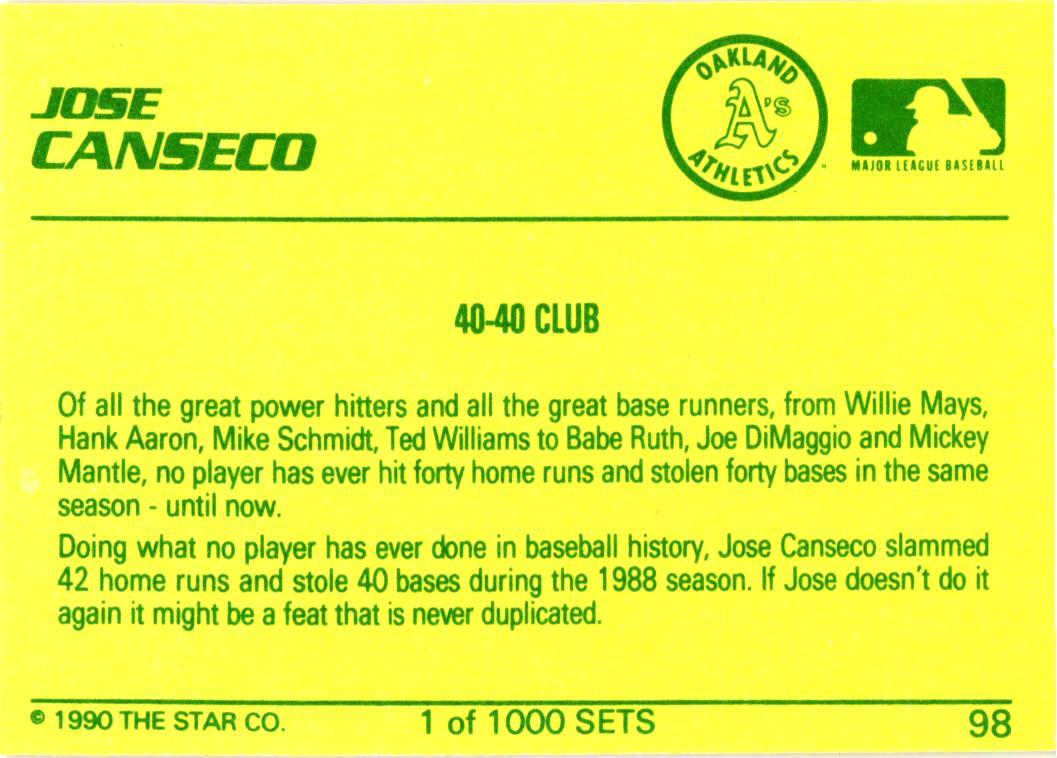 JOSE
CANSECO
OAKLAND
A's
ATHLETICS
MAJOR LEAGUE BASEBALL
40-40 CLUB
Of all the great power hitters and all the great base runners, from Willie Mays,
Hank Aaron, Mike Schmidt, Ted Williams to Babe Ruth, Joe DiMaggio and Mickey
Mantle, no player has ever hit forty home runs and stolen forty bases in the same
season - until now.
Doing what no player has ever done in baseball history, Jose Canseco slammed
42 home runs and stole 40 bases during the 1988 season. If Jose doesn't do it
again it might be a feat that is never duplicated.
© 1990 THE STAR CO. 1 of 1000 SETS 98